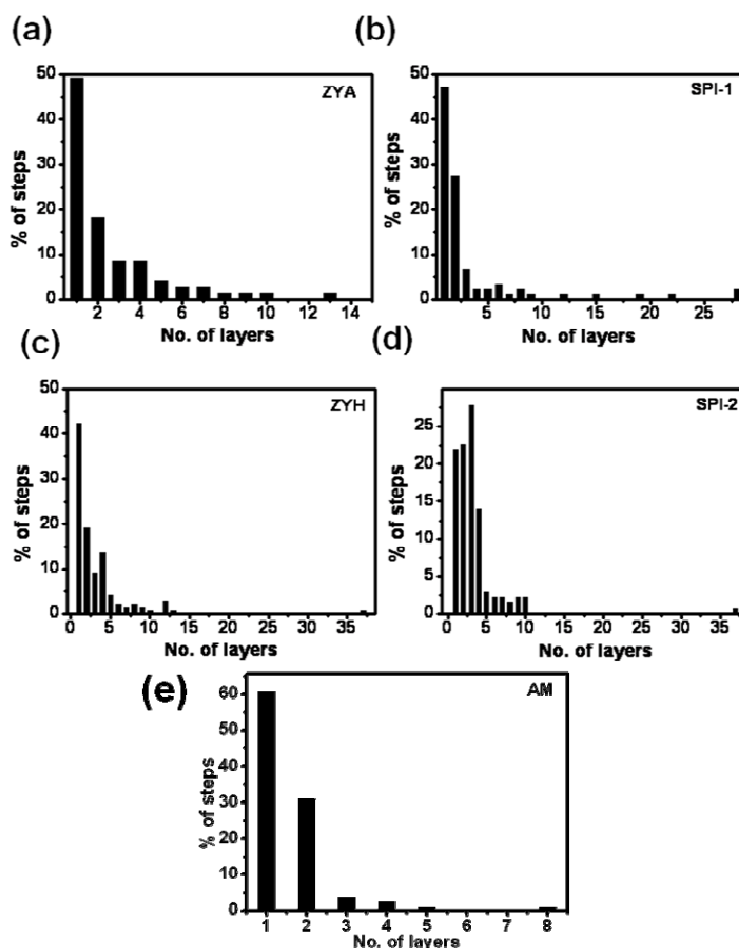 (a)
50
40
30
20
10
0
% of steps
ZYA
2 4 6 8 10 12 14
No. of layers
(b)
50
40
30
20
10
0
% of steps
SPI-1
5 10 15 20 25
No. of layers
(c)
50
40
30
20
10
0
% of steps
ZYH
0 5 10 15 20 25 30 35
No. of layers
(d)
25
20
15
10
5
0
% of steps
SPI-2
0 5 10 15 20 25 30 35
No. of layers
(e)
60
50
40
30
20
10
0
% of steps
AM
1 2 3 4 5 6 7 8
No. of layers